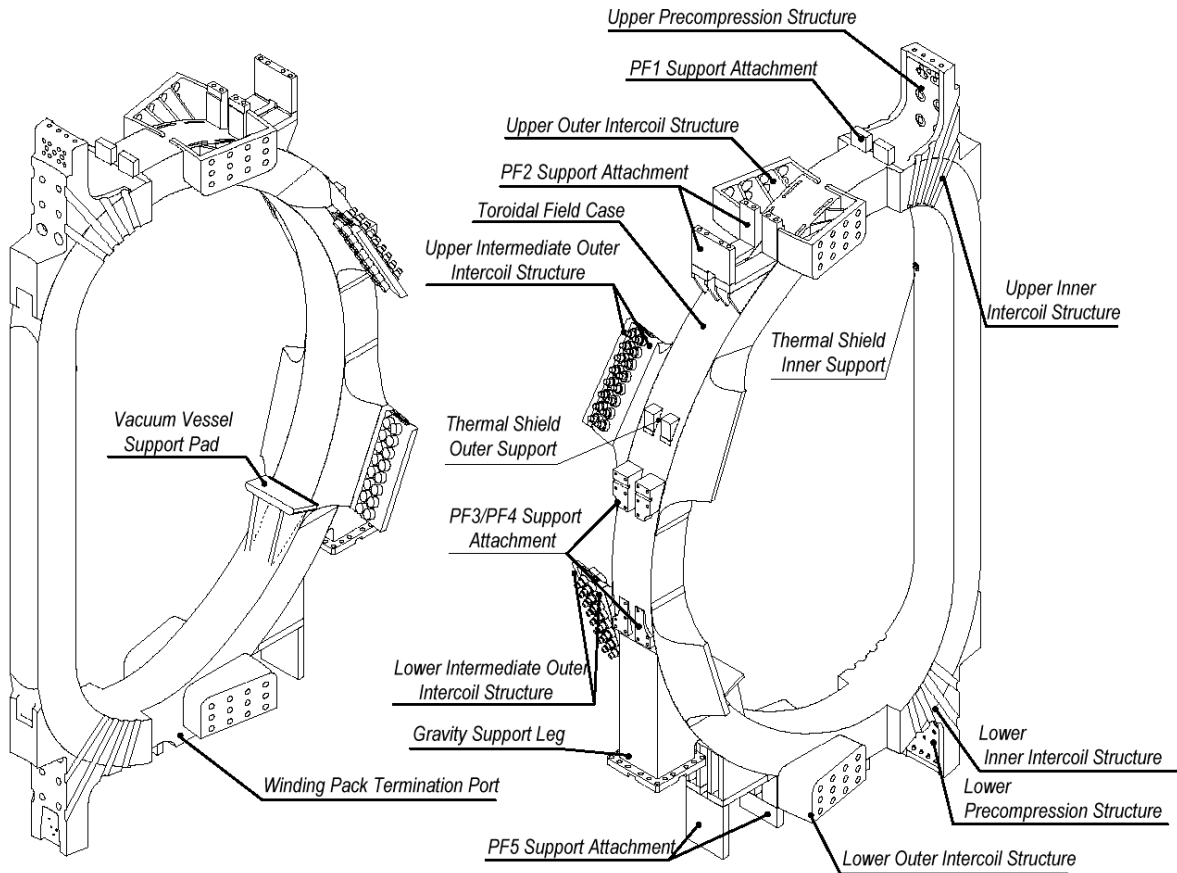 Upper Precompression Structure
PF1 Support Attachment
Upper Outer Intercoil Structure
PF2 Support Attachment
Toroidal Field Case
Upper Intermediate Outer
Intercoil Structure
Upper Inner
Intercoil Structure
Thermal Shield
Inner Support
Vacuum Vessel
Support Pad
Thermal Shield
Outer Support
PF3/PF4 Support
Attachment
Lower Intermediate Outer
Intercoil Structure
Gravity Support Leg
Lower
Inner Intercoil Structure
Winding Pack Termination Port
Lower
Precompression Structure
PF5 Support Attachment
Lower Outer Intercoil Structure